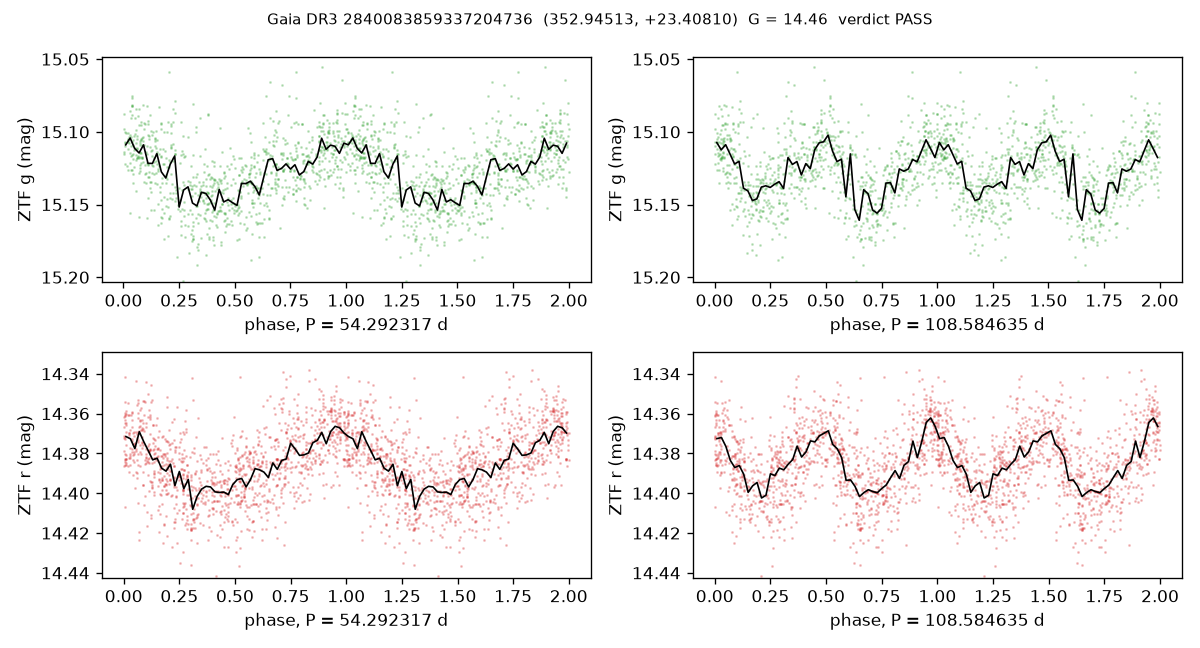 Gaia DR3 2840083859337204736 (352.94513, +23.40810) G = 14.46 verdict PASS
ZTF g (mag)
15.05
15.10
15.15
15.20
0.00 0.25 0.50 0.75 1.00 1.25 1.50 1.75 2.00
phase, P = 54.292317 d
ZTF g (mag)
15.05
15.10
15.15
15.20
0.00 0.25 0.50 0.75 1.00 1.25 1.50 1.75 2.00
phase, P = 108.584635 d
ZTF r (mag)
14.34
14.36
14.38
14.40
14.42
14.44
0.00 0.25 0.50 0.75 1.00 1.25 1.50 1.75 2.00
phase, P = 54.292317 d
ZTF r (mag)
14.34
14.36
14.38
14.40
14.42
14.44
0.00 0.25 0.50 0.75 1.00 1.25 1.50 1.75 2.00
phase, P = 108.584635 d